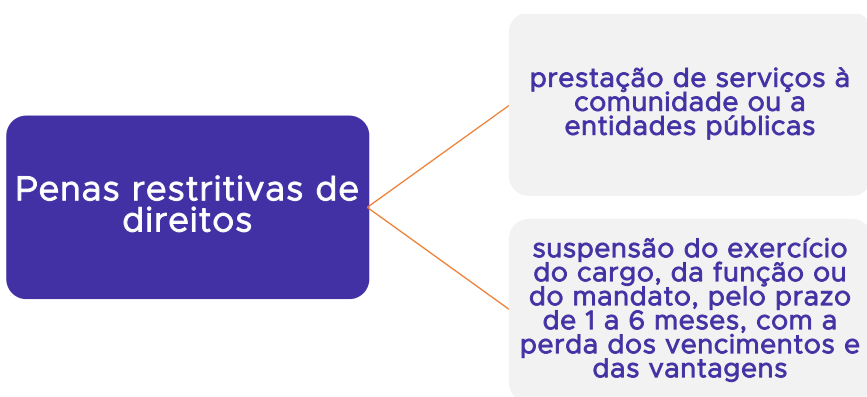 Penas restritivas de
direitos
prestação de serviços à
comunidade ou a
entidades públicas
suspensão do exercício
do cargo, da função ou
do mandato, pelo prazo
de 1 a 6 meses, com a
perda dos vencimentos e
das vantagens